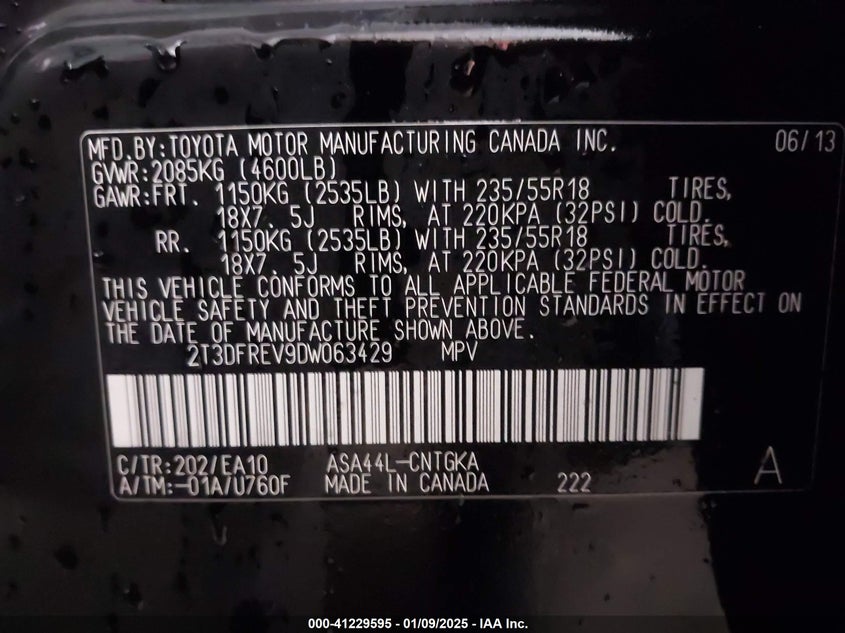 MFD.BY:TOYOTA MOTOR MANUFACTURING CANADA INC. 06/13
GVWR:2085KG (4600LB)
GAWR:FRT. 1150KG (2535LB) WITH 235/55R18 TIRES,
18X7. 5J RIMS, AT 220KPA (32PSI) COLD.
RR. 1150KG (2535LB) WITH 235/55R18 TIRES,
18X7. 5J RIMS, AT 220KPA (32PSI) COLD.
THIS VEHICLE CONFORMS TO ALL APPLICABLE FEDERAL MOTOR
VEHICLE SAFETY AND THEFT PREVENTION STANDARDS IN EFFECT ON
THE DATE OF MANUFACTURE SHOWN ABOVE.
2T3DFREV9DW063429 MPV
C/TR:202/EA10 ASA44L-CNTGKA A
A/TM:-01A/U760F MADE IN CANADA 222
000-41229595 - 01/09/2025 - IAA Inc.